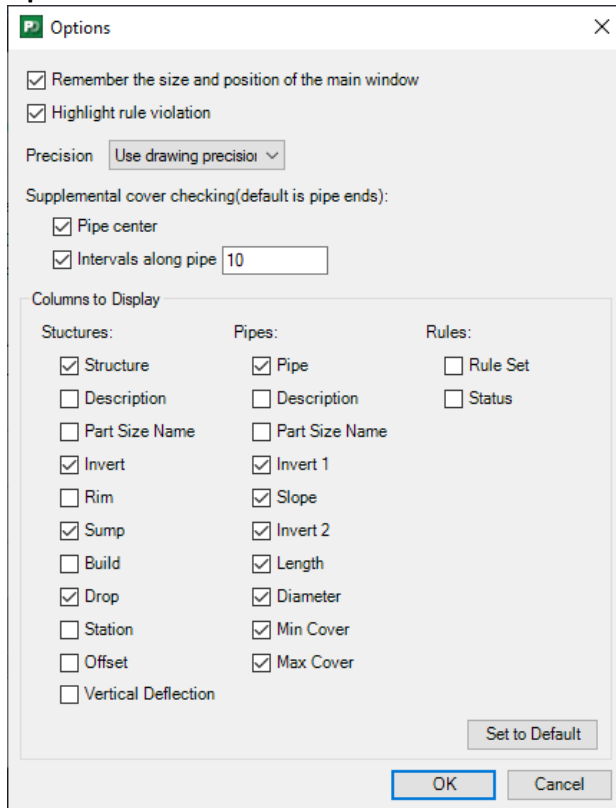 Options
Remember the size and position of the main window
Highlight rule violation
Precision Use drawing precision
Supplemental cover checking(default is pipe ends):
Pipe center
Intervals along pipe 10
Columns to Display
Stuctures: Pipes: Rules:
Structure Pipe Rule Set
Description Description Status
Part Size Name Part Size Name
Invert Invert 1
Rim Slope
Sump Invert 2
Build Length
Drop Diameter
Station Min Cover
Offset Max Cover
Vertical Deflection
Set to Default
OK Cancel